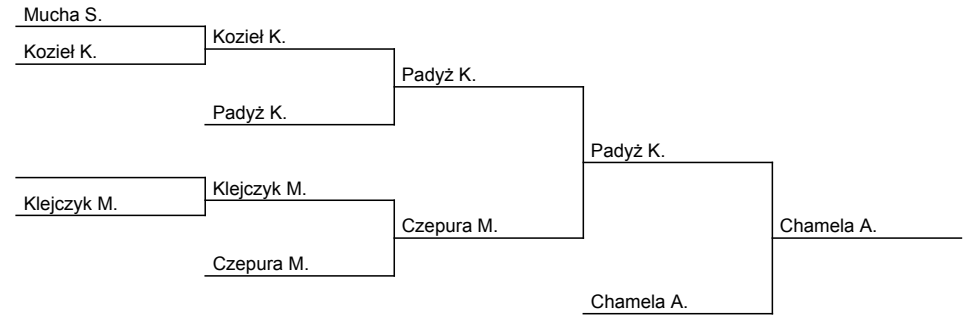 Mucha S.
Kozieł K.
Kozieł K.
Padyż K.
Padyż K.
Padyż K.
Klejczyk M.
Klejczyk M.
Czepura M.
Chamela A.
Czepura M.
Chamela A.